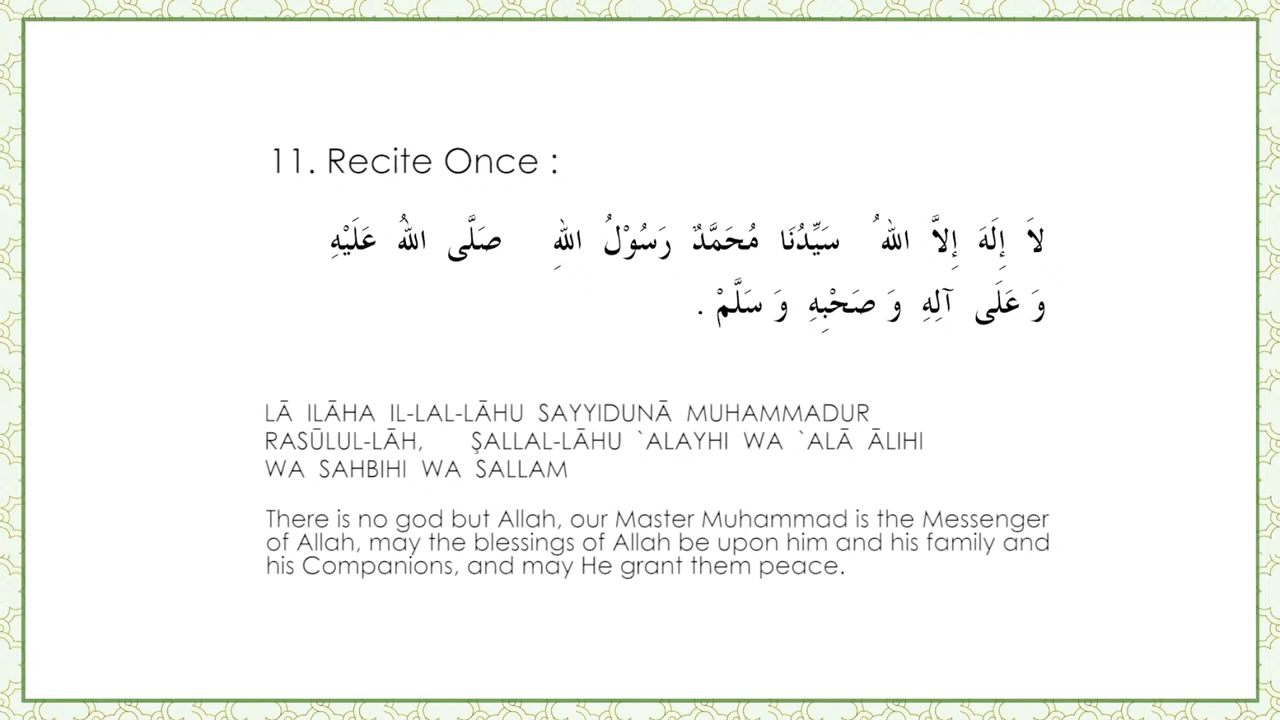 11. Recite Once :
لاَ إِلَهَ إِلاَّ اللهُ سَيِّدُنَا مُحَمَّدٌ رَسُوْلُ اللهِ صَلَّى اللهُ عَلَيْهِ
وَ عَلَى آلِهِ وَ صَحْبِهِ وَ سَلَّمْ .
LĀ ILĀHA IL-LAL-LĀHU SAYYIDUNĀ MUHAMMADUR
RASŪLUL-LĀH, ŞALLAL-LĀHU `ALAYHI WA `ALĀ ĀLIHI
WA SAHBIHI WA SALLAM
There is no god but Allah, our Master Muhammad is the Messenger
of Allah, may the blessings of Allah be upon him and his family and
his Companions, and may He grant them peace.